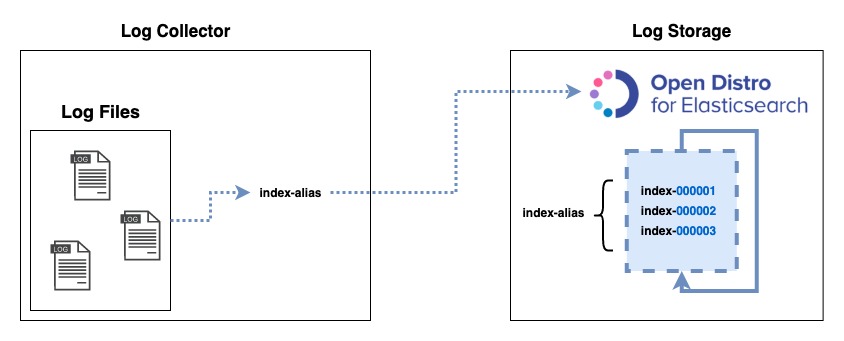 Log Collector
Log Storage
Log Files
LOG
LOG
LOG
index-alias
Open Distro
for Elasticsearch
index-alias
index-000001
index-000002
index-000003